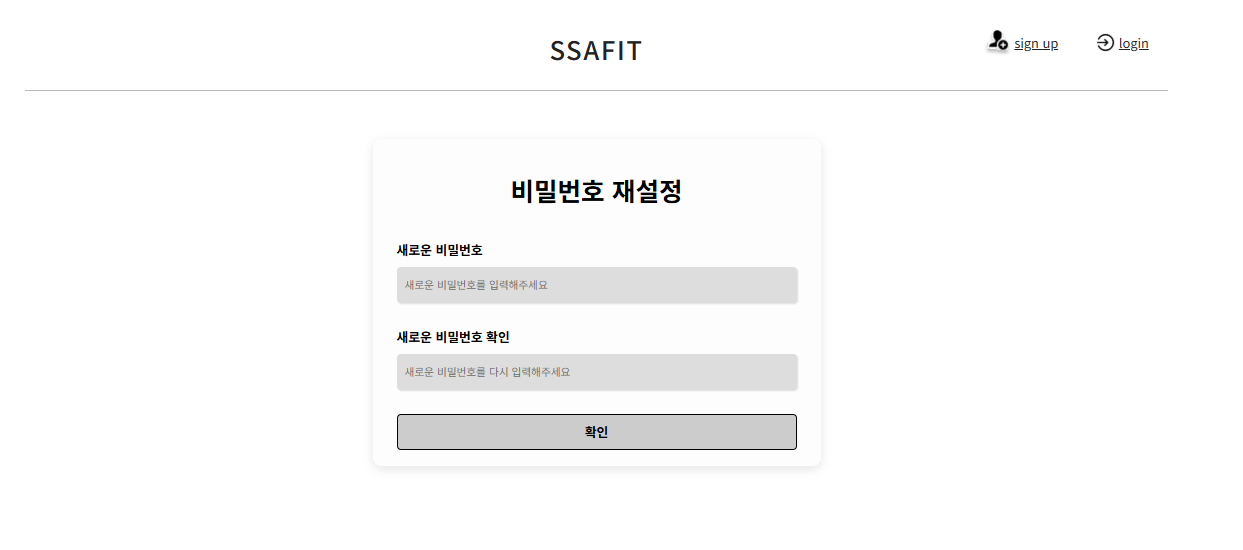 SSAFIT
sign up
login
비밀번호 재설정
새로운 비밀번호
새로운 비밀번호를 입력해주세요
새로운 비밀번호 확인
새로운 비밀번호를 다시 입력해주세요
확인